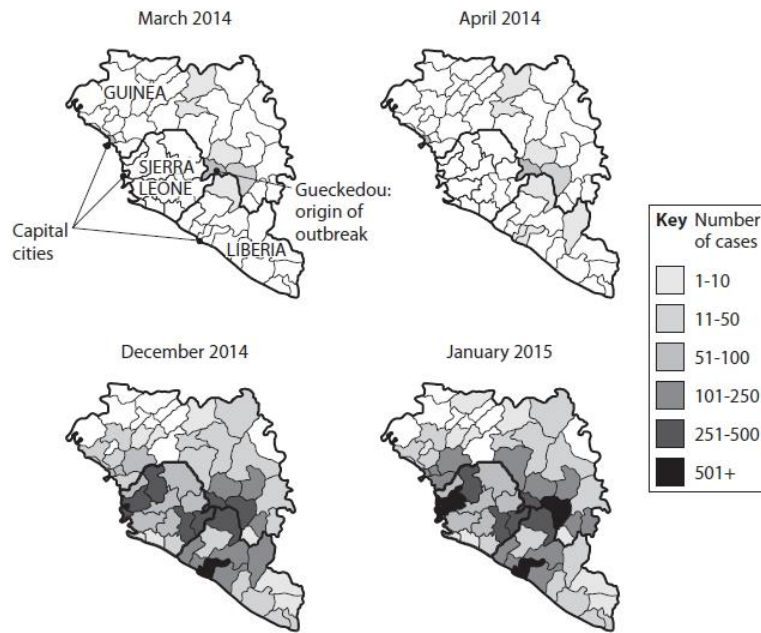 March 2014
April 2014
GUINEA
SIERRA
LEONE
Gueckedou:
origin of
outbreak
Capital
cities
LIBERIA
Key Number
of cases
1-10
11-50
51-100
101-250
251-500
501+
December 2014
January 2015